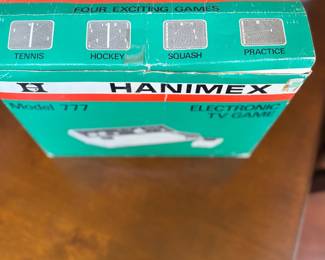 FOUR EXCITING GAMES
TENNIS HOCKEY SQUASH PRACTICE
H HANIMEX
Model 777 ELECTRONIC
TV GAME